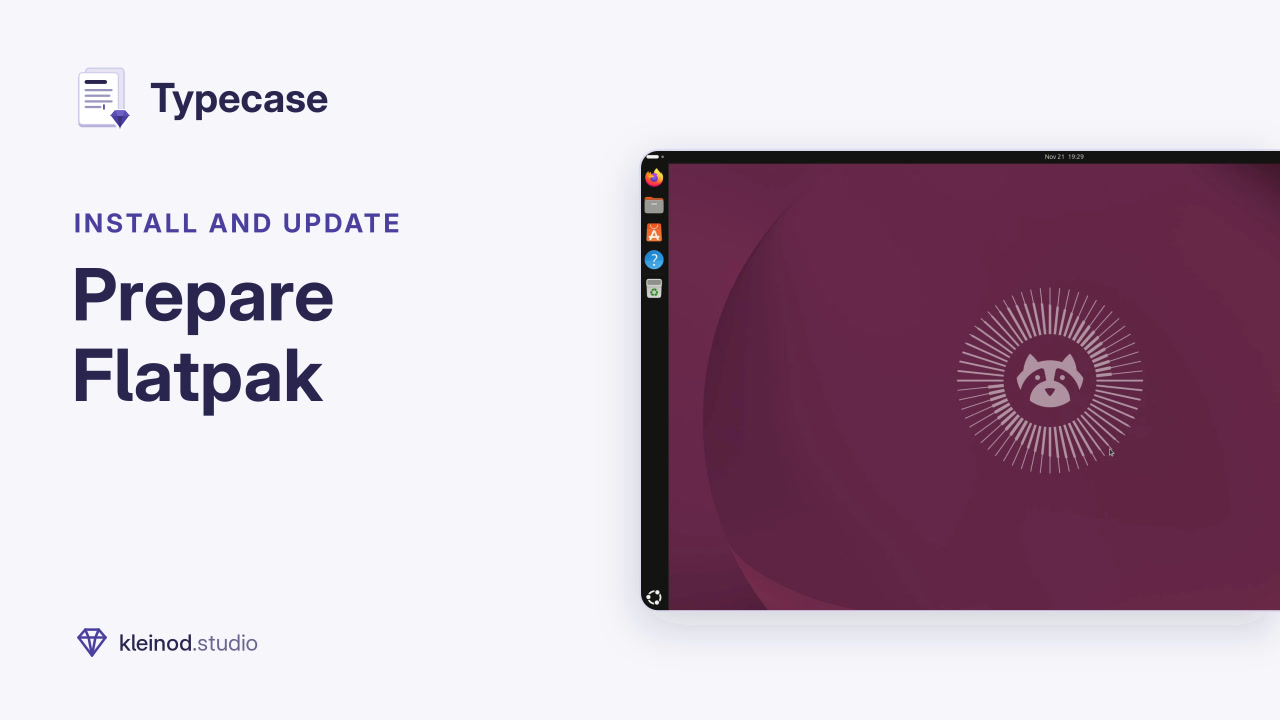 Typecase
INSTALL AND UPDATE
Prepare
Flatpak
kleinod.studio
Nov 21 19:29